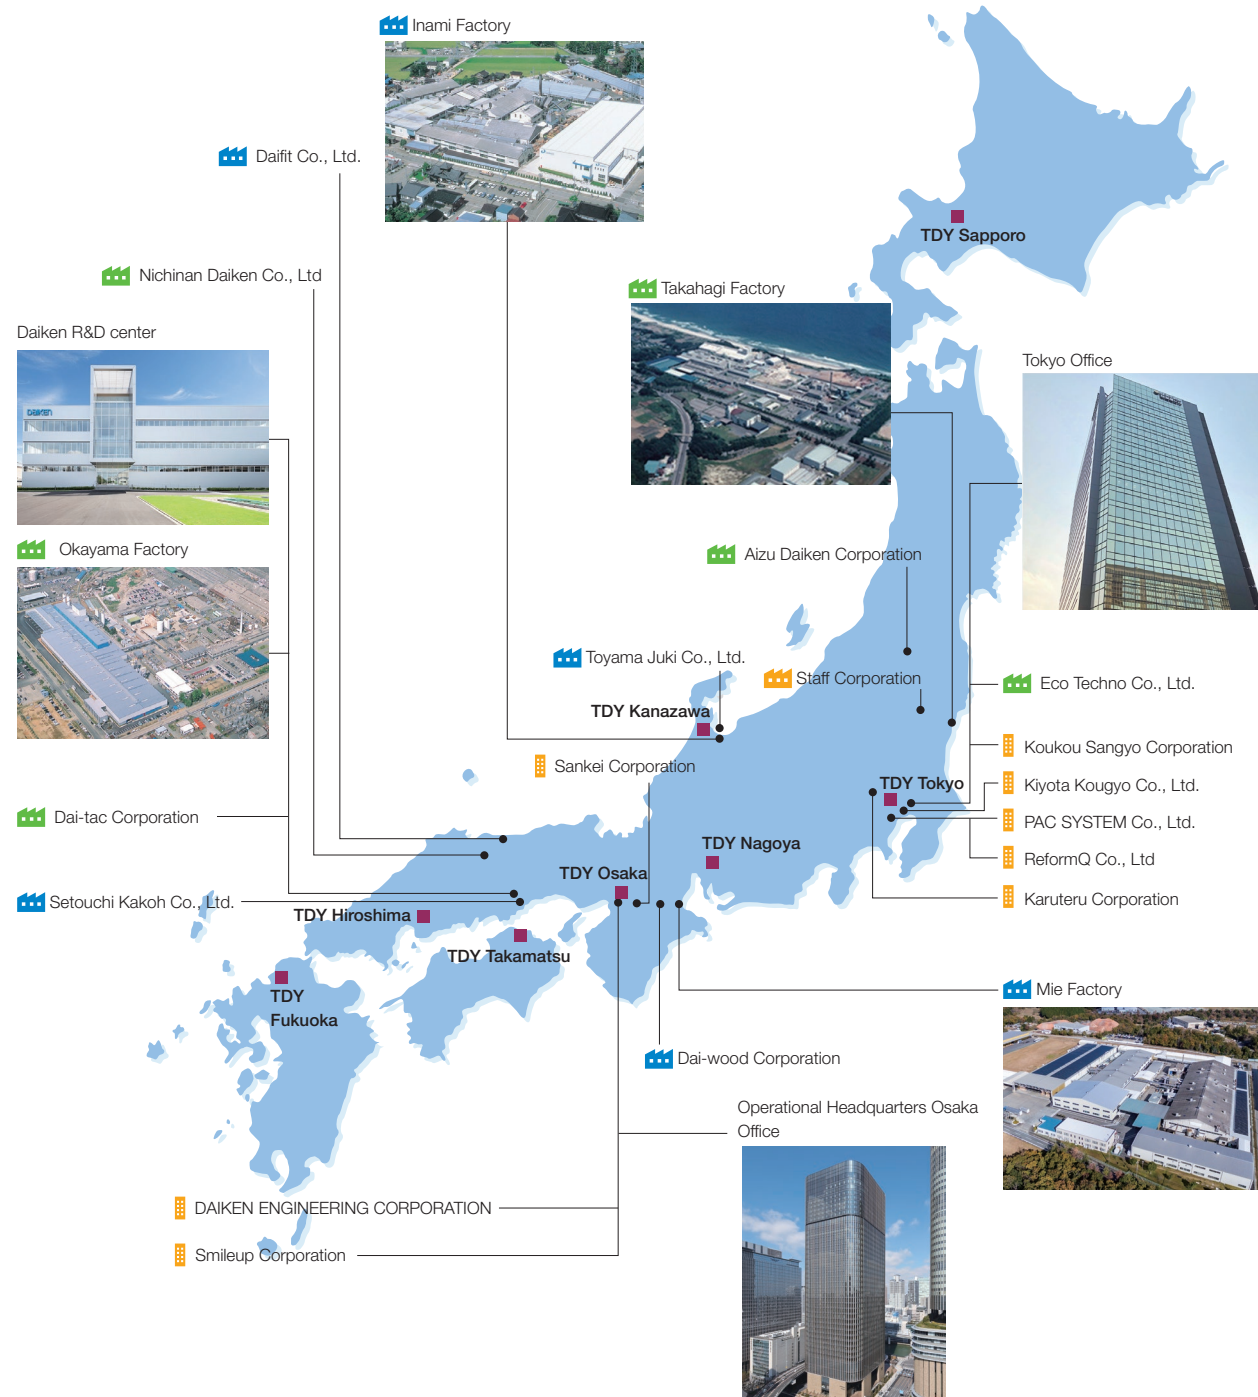 Inami Factory
Daifit Co., Ltd.
TDY Sapporo
Nichinan Daiken Co., Ltd
Takahagi Factory
Daiken R&D center
DAIKEN
Tokyo Office
Okayama Factory
Aizu Daiken Corporation
Toyama Juki Co., Ltd.
Staff Corporation
Eco Techno Co., Ltd.
TDY Kanazawa
Koukou Sangyo Corporation
Sankei Corporation
TDY Tokyo
Kiyota Kougyo Co., Ltd.
Dai-tac Corporation
PAC SYSTEM Co., Ltd.
TDY Nagoya
ReformQ Co., Ltd
TDY Osaka
Setouchi Kakoh Co., Ltd.
Karuteru Corporation
TDY Hiroshima
TDY Takamatsu
Mie Factory
TDY
Fukuoka
Dai-wood Corporation
Operational Headquarters Osaka
Office
DAIKEN ENGINEERING CORPORATION
Smileup Corporation